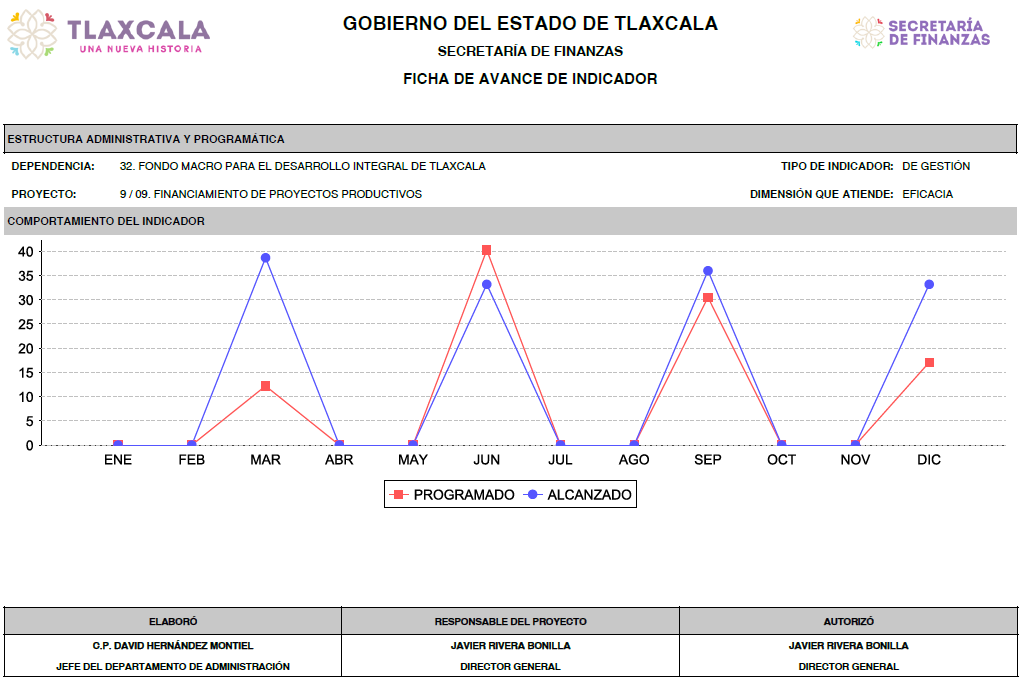 TLAXCALA
UNA NUEVA HISTORIA
GOBIERNO DEL ESTADO DE TLAXCALA
SECRETARÍA DE FINANZAS
FICHA DE AVANCE DE INDICADOR
SECRETARÍA
DE FINANZAS
ESTRUCTURA ADMINISTRATIVA Y PROGRAMÁTICA
DEPENDENCIA: 32. FONDO MACRO PARA EL DESARROLLO INTEGRAL DE TLAXCALA TIPO DE INDICADOR: DE GESTIÓN
PROYECTO: 9 / 09. FINANCIAMIENTO DE PROYECTOS PRODUCTIVOS DIMENSIÓN QUE ATIENDE: EFICACIA
COMPORTAMIENTO DEL INDICADOR
40
35
30
25
20
15
10
5
0
ENE FEB MAR ABR MAY JUN JUL AGO SEP OCT NOV DIC
PROGRAMADO ALCANZADO
ELABORÓ RESPONSABLE DEL PROYECTO AUTORIZÓ
C.P. DAVID HERNÁNDEZ MONTIEL JAVIER RIVERA BONILLA JAVIER RIVERA BONILLA
JEFE DEL DEPARTAMENTO DE ADMINISTRACIÓN DIRECTOR GENERAL DIRECTOR GENERAL